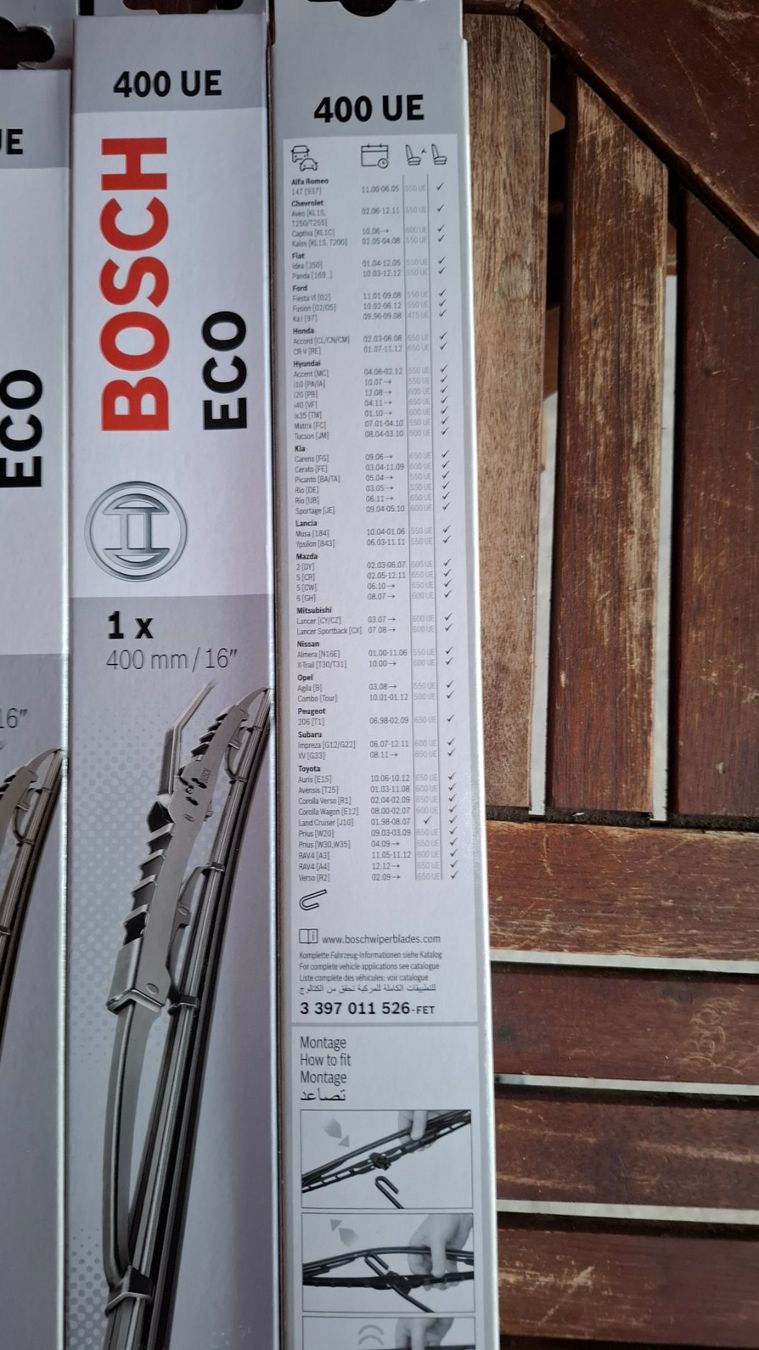 UE
ECO
16"
400 UE
BOSCH
ECO
1 x
400 mm / 16"
400 UE
Alfa Romeo
147 [937] 11.00-06.05 550 UE ✓
Chevrolet
Aveo [KL1S, 02.06-12.11 550 UE ✓
T250/T255]
Captiva [KL1C] 10.06→ 600 UE ✓
Kalos [KL1S, T200] 02.05-04.08 550 UE ✓
Fiat
Idea [350] 01.04-12.05 550 UE ✓
Panda [169..] 10.03-12.12 550 UE ✓
Ford
Fiesta VI [02] 11.01-09.08 550 UE ✓
Fusion [02/05] 10.02-06.12 550 UE ✓
Ka I [97] 09.96-09.08 475 UE ✓
Honda
Accord [CL/CN/CM] 02.03-06.08 650 UE ✓
CR-V [RE] 01.07-11.12 650 UE ✓
Hyundai
Accent [MC] 04.06-02.12 550 UE ✓
i10 [PA/IA] 10.07→ 550 UE ✓
i20 [PB] 12.08→ 600 UE ✓
i40 [VF] 04.11→ 650 UE ✓
ix35 [TM] 01.10→ 600 UE ✓
Matrix [FC] 07.01-04.10 550 UE ✓
Tucson [JM] 08.04-03.10 500 UE ✓
Kia
Carens [FG] 09.06→ 650 UE ✓
Cerato [FE] 03.04-11.09 600 UE ✓
Picanto [BA/TA] 05.04→ 550 UE ✓
Rio [DE] 03.05→ 550 UE ✓
Rio [UB] 06.11→ 650 UE ✓
Sportage [JE] 09.04-05.10 600 UE ✓
Lancia
Musa [184] 10.04-01.06 550 UE ✓
Ypsilon [843] 06.03-11.11 550 UE ✓
Mazda
2 [DY] 02.03-06.07 600 UE ✓
5 [CR] 02.05-12.11 650 UE ✓
5 [CW] 06.10→ 650 UE ✓
6 [GH] 08.07→ 600 UE ✓
Mitsubishi
Lancer [CY/CZ] 03.07→ 600 UE ✓
Lancer Sportback [CX] 07.08→ 600 UE ✓
Nissan
Almera [N16E] 01.00-11.06 550 UE ✓
X-Trail [T30/T31] 10.00→ 600 UE ✓
Opel
Agila [B] 03.08→ 550 UE ✓
Combo [Tour] 10.01-01.12 500 UE ✓
Peugeot
206 [T1] 06.98-02.09 650 UE ✓
Subaru
Impreza [G12/G22] 06.07-12.11 600 UE ✓
XV [G33] 08.11→ 650 UE ✓
Toyota
Auris [E15] 10.06-10.12 650 UE ✓
Avensis [T25] 01.03-11.08 600 UE ✓
Corolla Verso [R1] 02.04-02.09 650 UE ✓
Corolla Wagon [E12] 08.00-02.07 600 UE ✓
Land Cruiser [J10] 01.98-08.07 ✓
Prius [W20] 09.03-03.09 650 UE ✓
Prius [W30,W35] 04.09→ 650 UE ✓
RAV4 [A3] 11.05-11.12 600 UE ✓
RAV4 [A4] 12.12→ 650 UE ✓
Verso [R2] 02.09→ 650 UE ✓
www.boschwiperblades.com
Komplette Fahrzeug-Informationen siehe Katalog
For complete vehicle applications see catalogue
Liste complète des véhicules: voir catalogue
للتطبيقات الكاملة للمركبة تحقق من الكتالوج
3 397 011 526-FET
Montage
How to fit
Montage
تصاعد